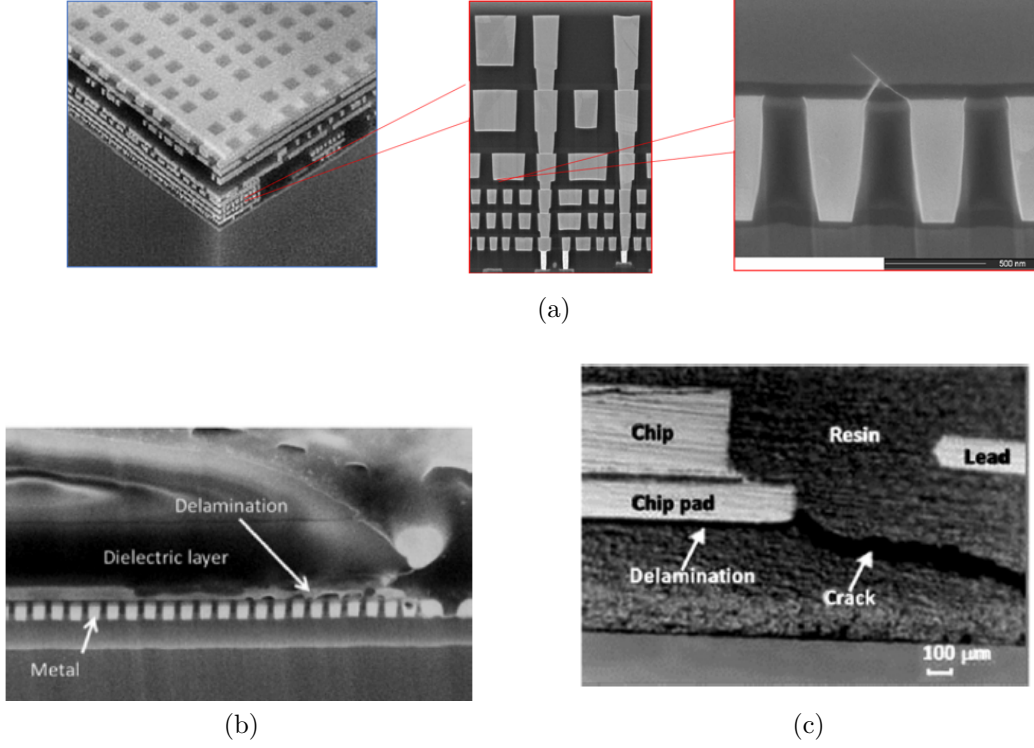 500 nm
(a)
Delamination
Dielectric layer
Metal
(b)
Chip
Resin
Lead
Chip pad
Delamination
Crack
100 µm
(c)